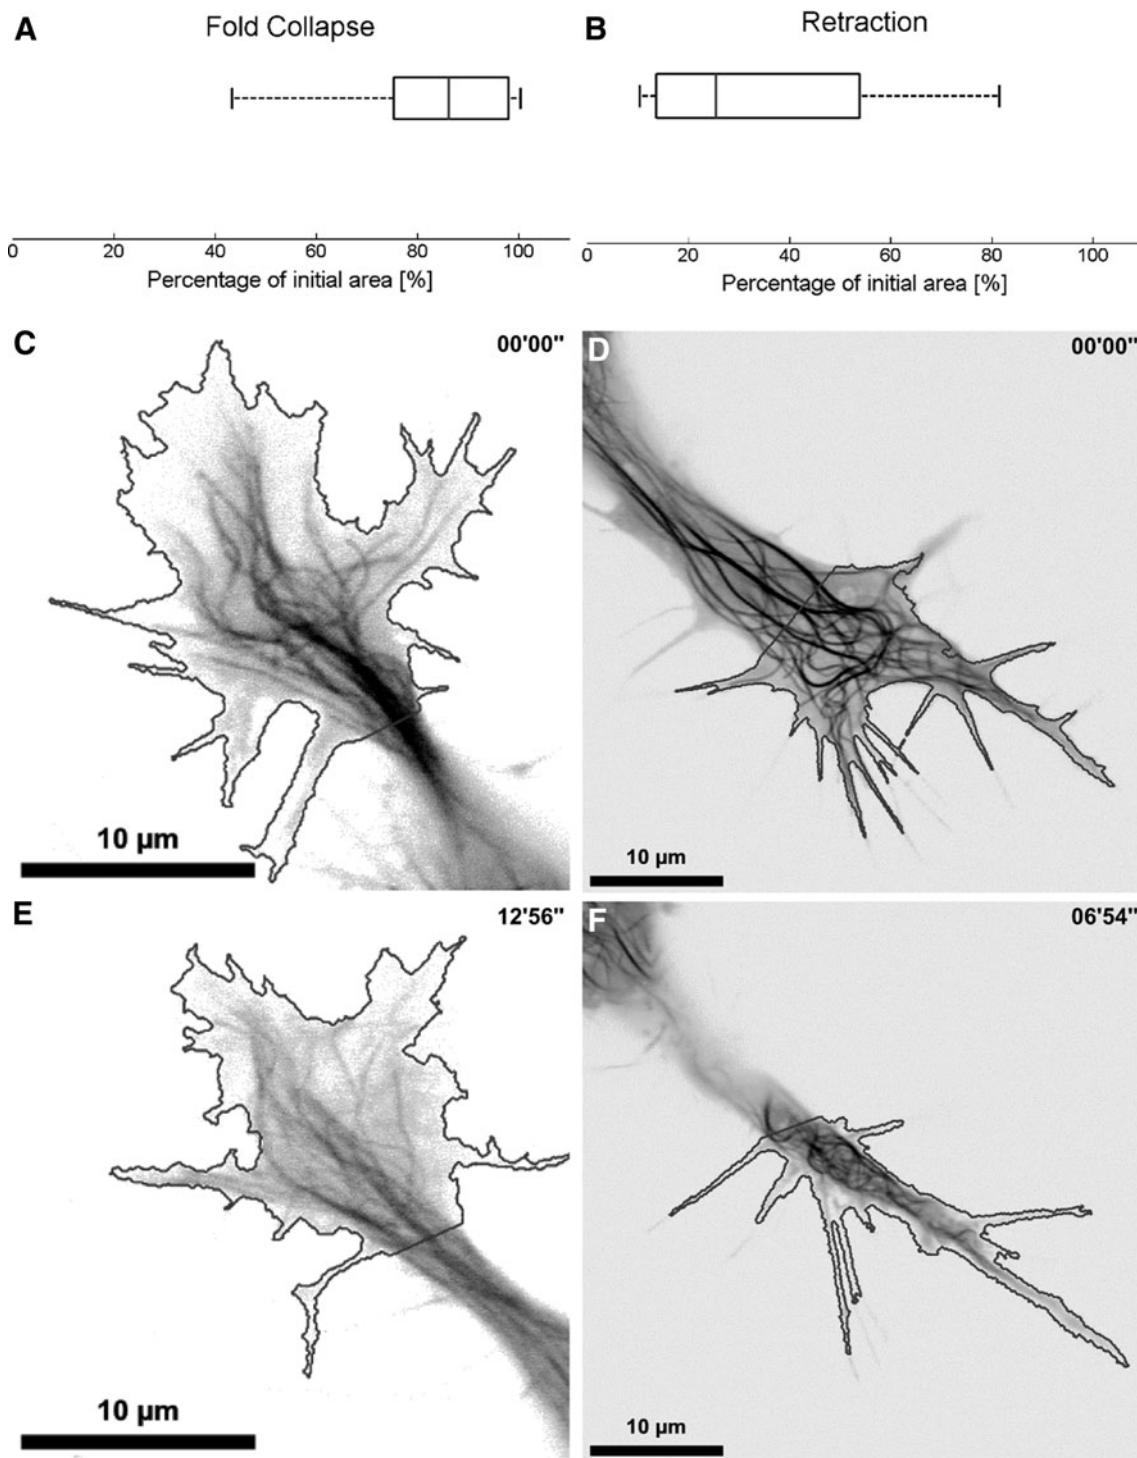 A
Fold Collapse
0 20 40 60 80 100
Percentage of initial area [%]
B
Retraction
20 40 60 80 100
Percentage of initial area [%]
C
00'00"
10 µm
D
00'00"
10 µm
E
12'56"
10 µm
F
06'54"
10 µm